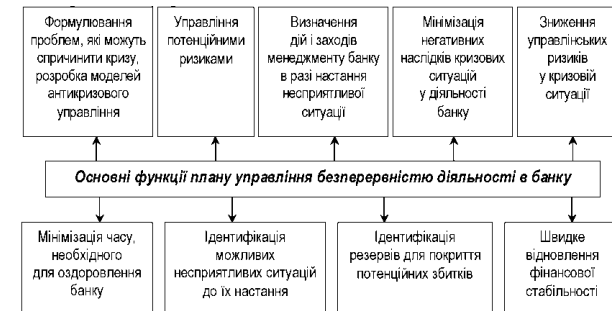 Формулювання
проблем, які можуть
спричинити кризу,
розробка моделей
антикризового
управління
Управління
потенційними
ризиками
Визначення
дій і заходів
менеджменту банку
в разі настання
несприятливої
ситуації
Мінімізація
негативних
наслідків кризових
ситуацій
у діяльності
банку
Зниження
управлінських
ризиків
у кризовій
ситуації
Основні функції плану управління безперервністю діяльності в банку
Мінімізація часу,
необхідного
для оздоровлення
банку
Ідентифікація
можливих
несприятливих ситуацій
до їх настання
Ідентифікація
резервів для покриття
потенційних збитків
Швидке
відновлення
фінансової
стабільності